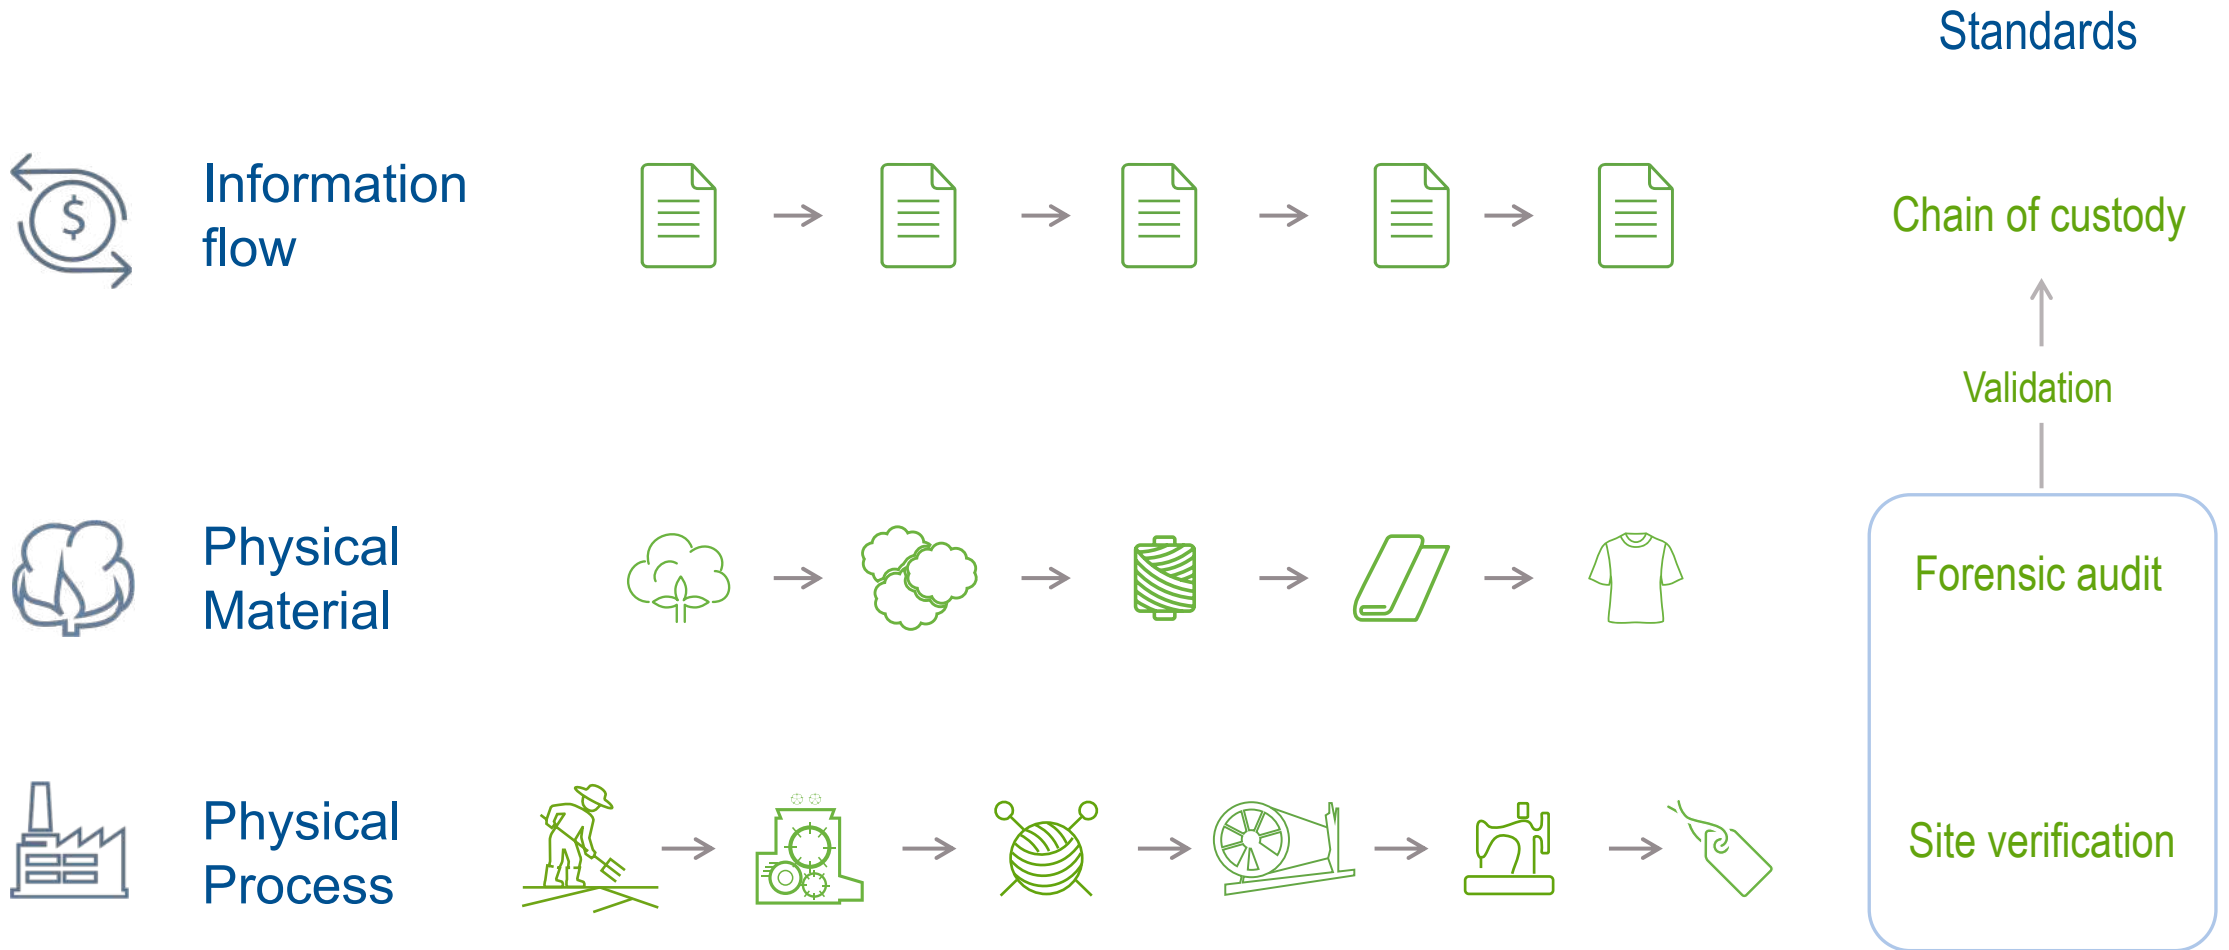 Standards
Information
flow
$
Chain of custody
Validation
Physical
Material
Forensic audit
Physical
Process
Site verification